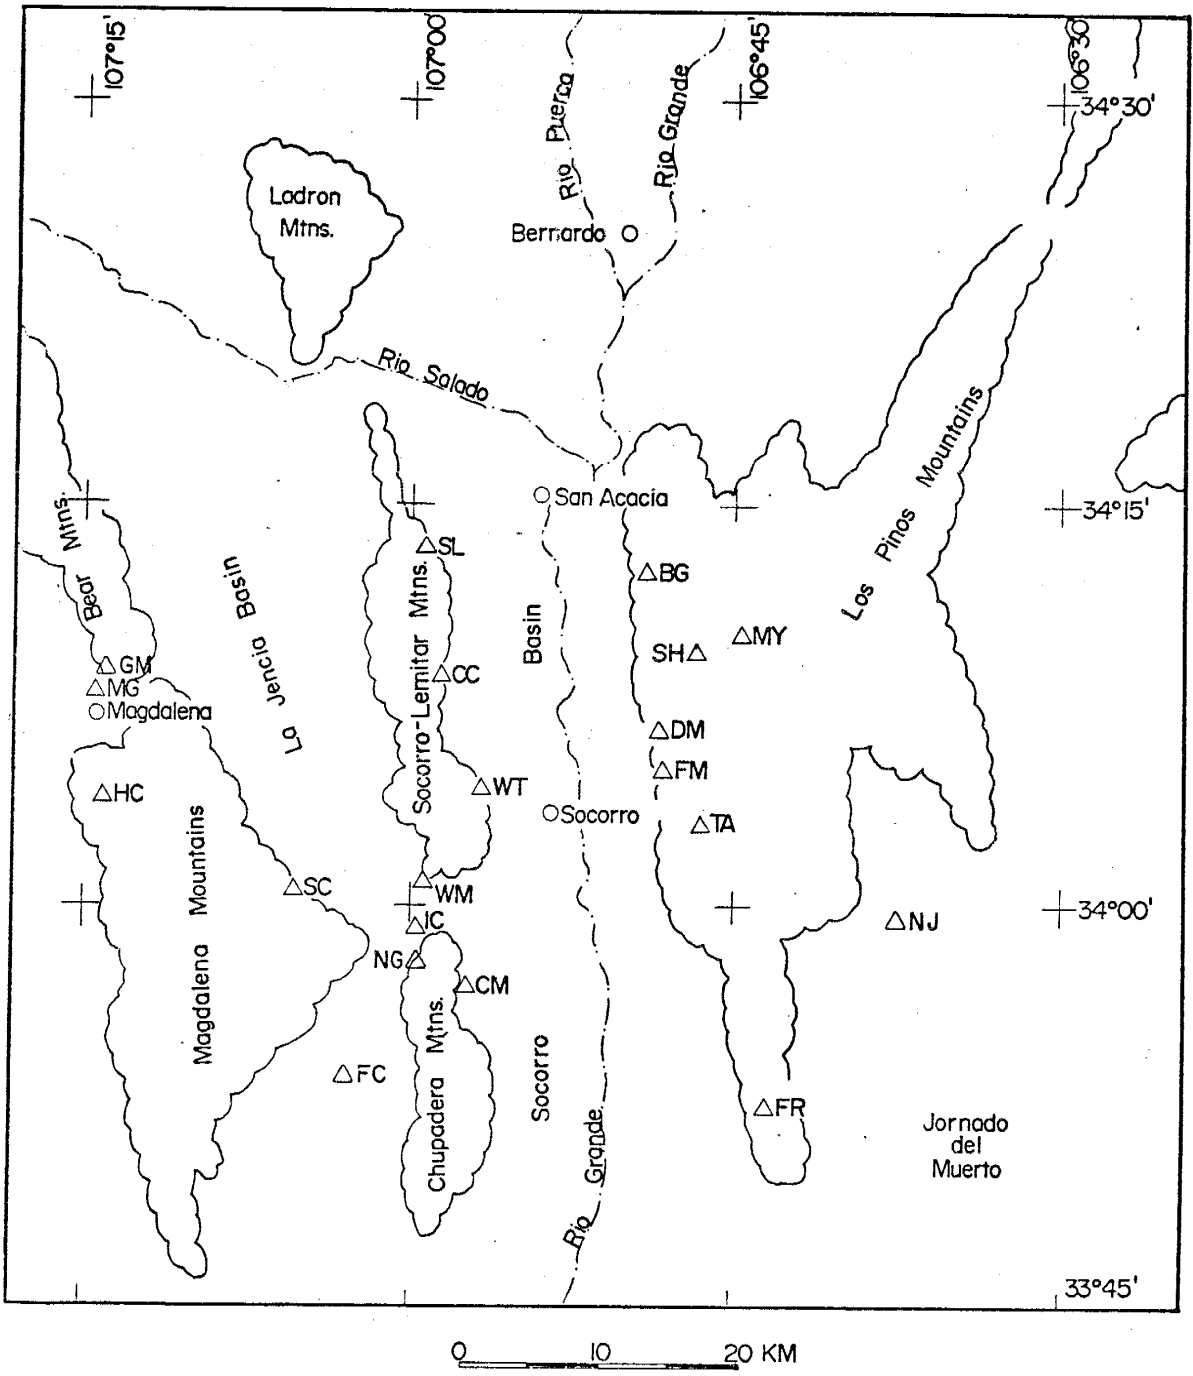 107°15'
107°00'
106°45'
106°30'
34°30'
Rio Puerco
Rio Grande
Ladron
Mtns.
Bernardo
Rio Salado
Los Pinos Mountains
San Acacia
34°15'
Bear Mtns.
La Jencia Basin
SL
Socorro-Lemitar Mtns.
BG
Basin
MY
SH
GM
MG
CC
Magdalena
DM
FM
HC
WT
Socorro
TA
Magdalena Mountains
SC
WM
34°00'
IC
NJ
NG
CM
Chupadera Mtns.
FC
Socorro
FR
Rio Grande
Jornado
del
Muerto
33°45'
0 10 20 KM